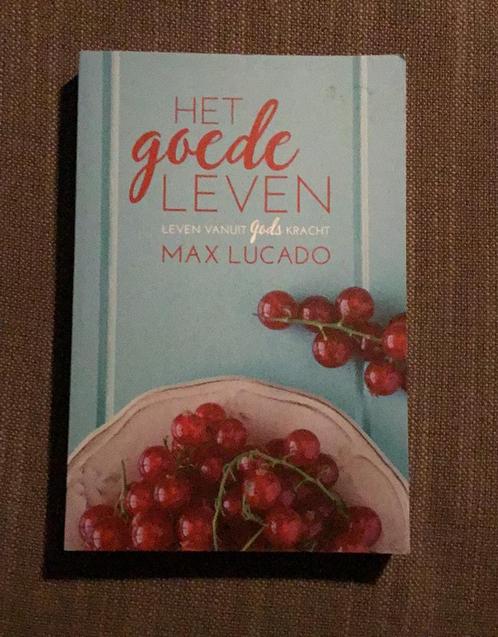 HET
goede
LEVEN
LEVEN VANUIT Gods KRACHT
MAX LUCADO